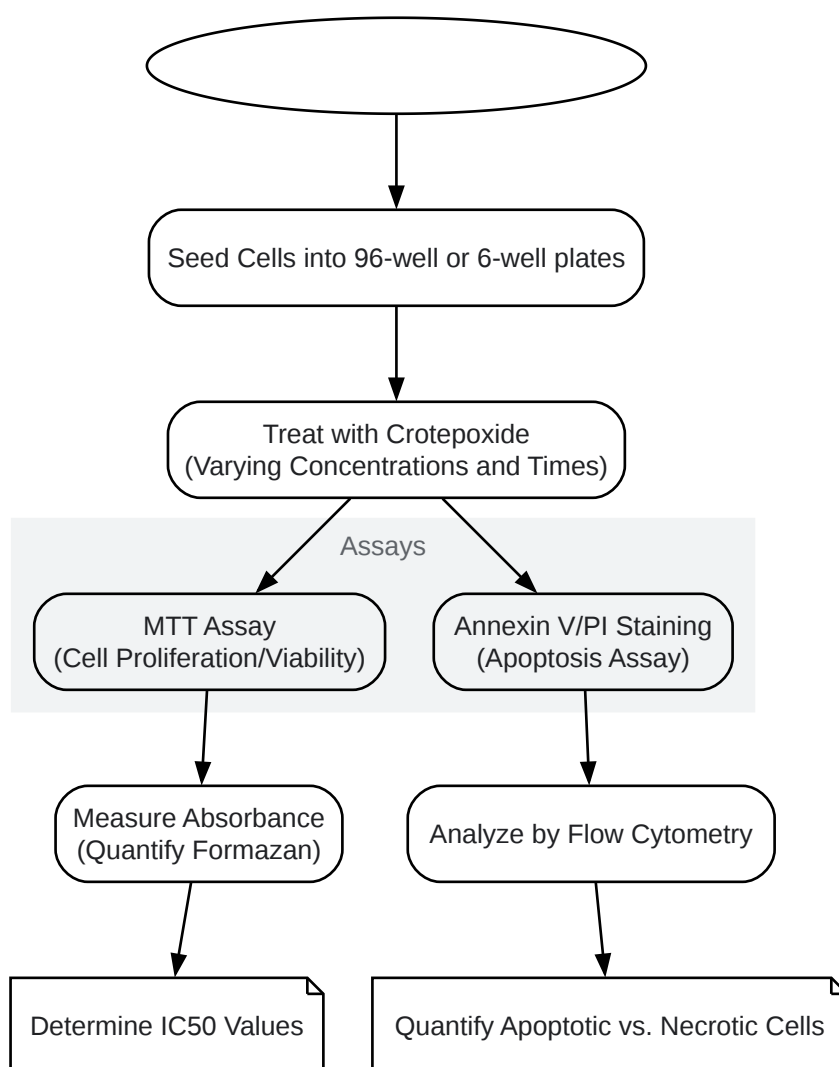 Seed Cells into 96-well or 6-well plates
Treat with Crotepoxide
(Varying Concentrations and Times)
Assays
MTT Assay
(Cell Proliferation/Viability)
Annexin V/PI Staining
(Apoptosis Assay)
Measure Absorbance
(Quantify Formazan)
Analyze by Flow Cytometry
Determine IC50 Values
Quantify Apoptotic vs. Necrotic Cells